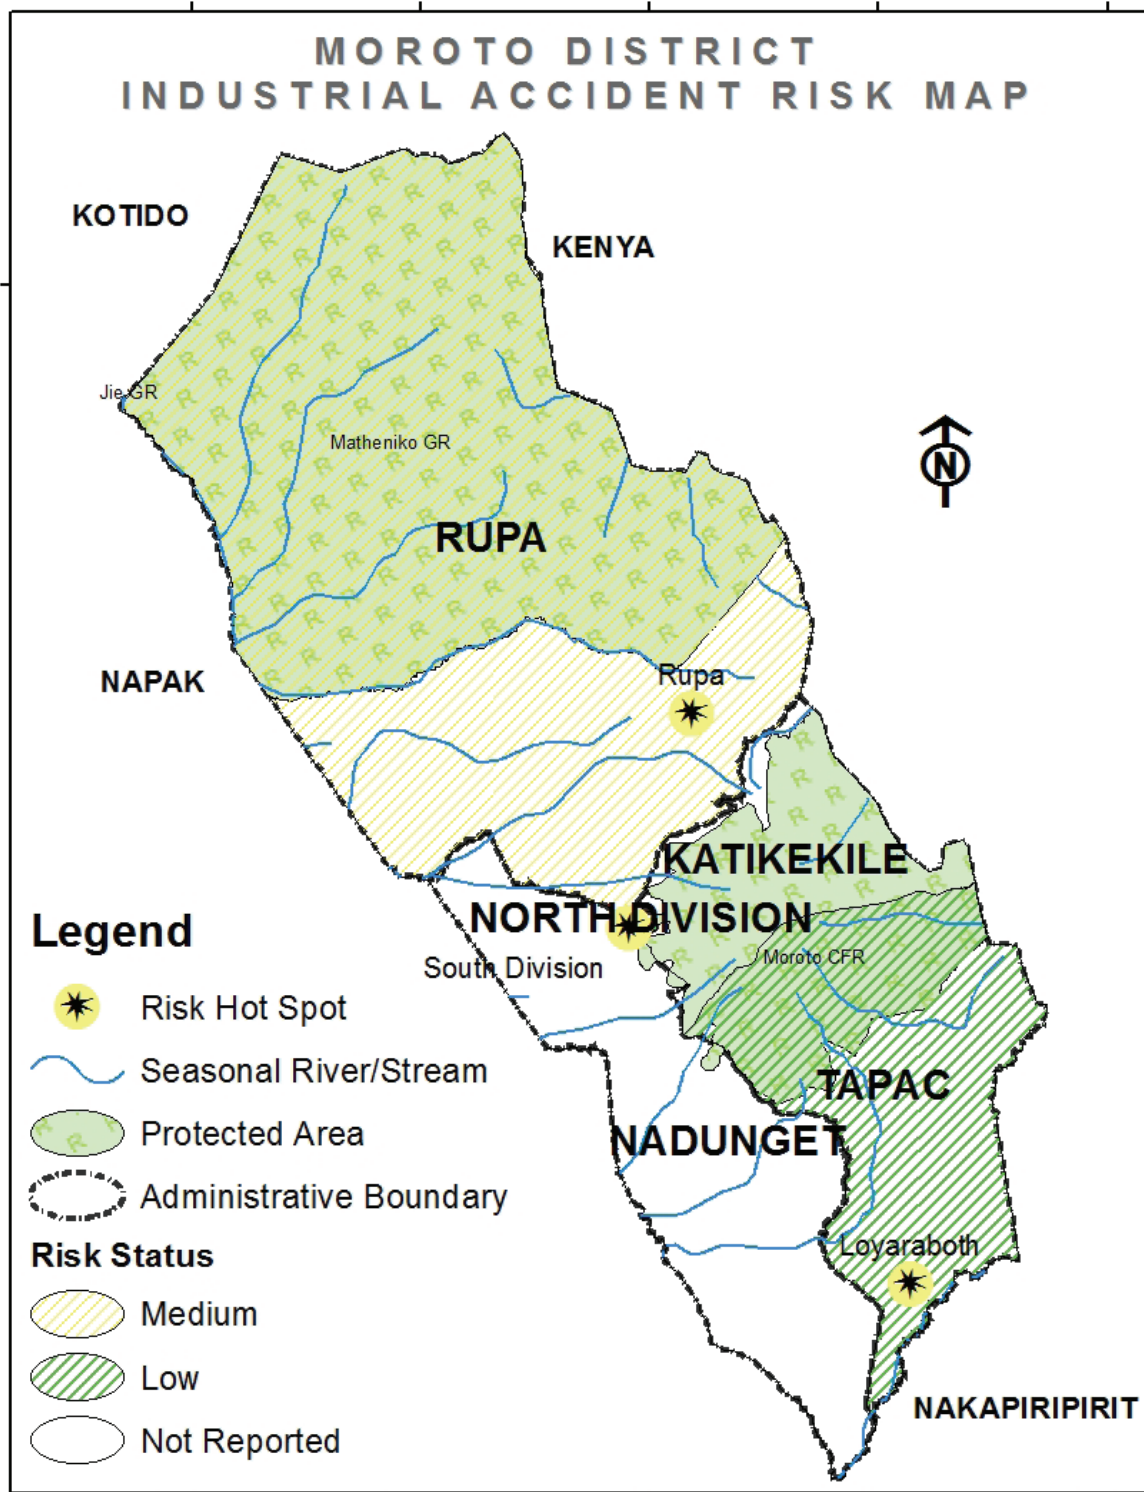 MOROTO DISTRICT
INDUSTRIAL ACCIDENT RISK MAP
KOTIDO
KENYA
Jie GR
Matheniko GR
N
RUPA
Rupa
NAPAK
KATIKEKILE
NORTH DIVISION
Moroto CFR
South Division
TAPAC
NADUNGET
Loyaraboth
NAKAPIRIPIRIT
Legend
Risk Hot Spot
Seasonal River/Stream
Protected Area
Administrative Boundary
Risk Status
Medium
Low
Not Reported